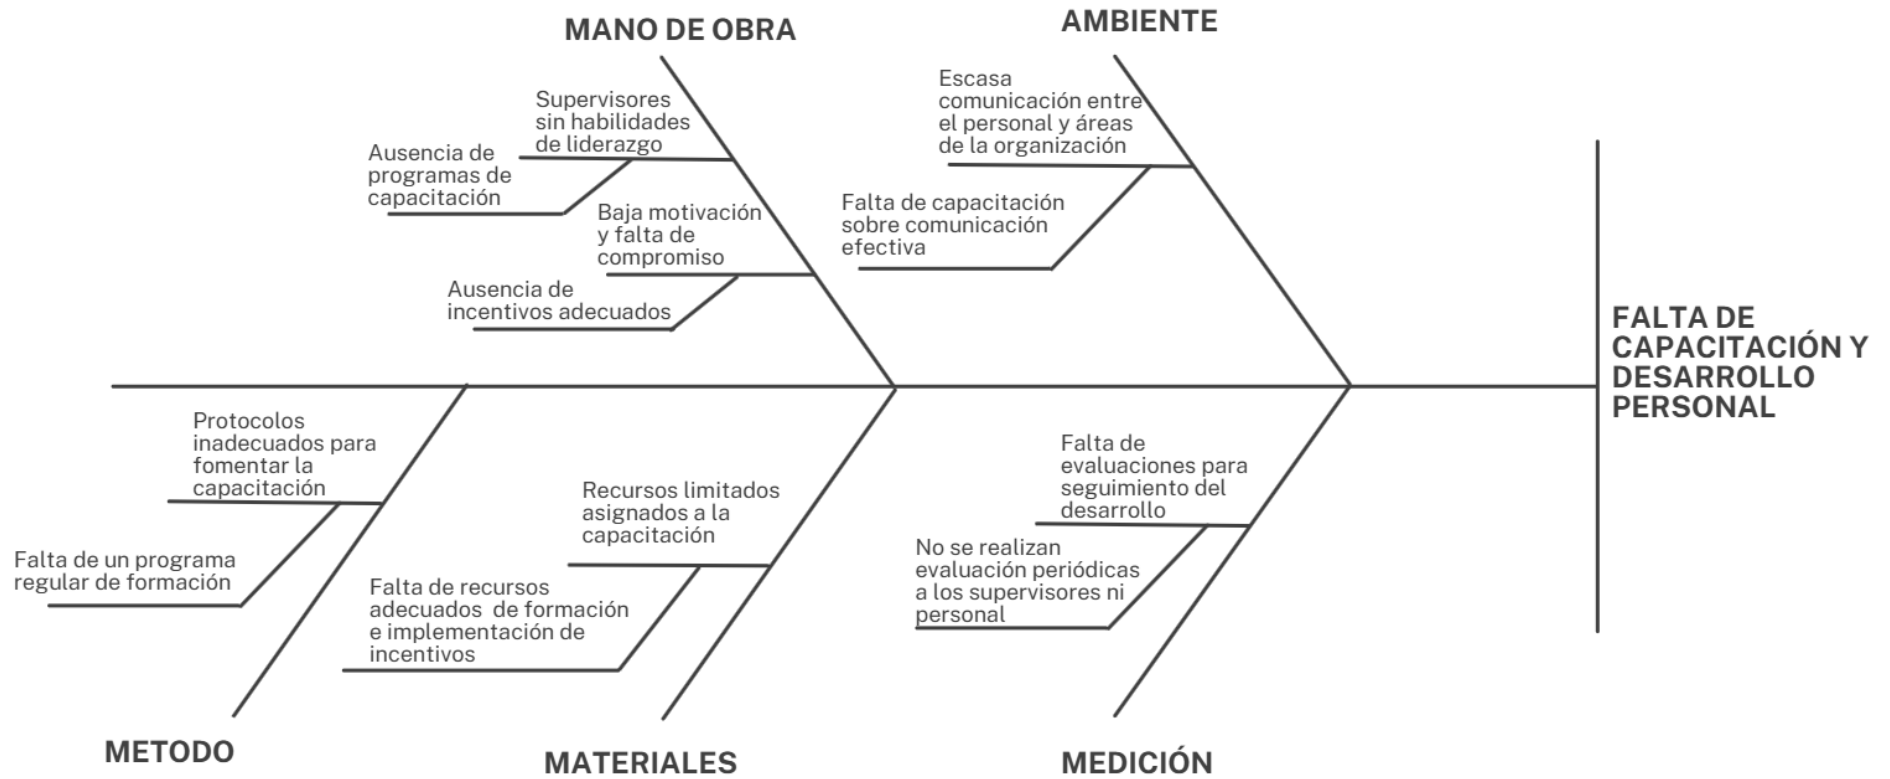 MANO DE OBRA
AMBIENTE
Supervisores
sin habilidades
de liderazgo
Ausencia de
programas de
capacitación
Baja motivación
y falta de
compromiso
Ausencia de
incentivos adecuados
Escasa
comunicación entre
el personal y áreas
de la organización
Falta de capacitación
sobre comunicación
efectiva
FALTA DE
CAPACITACIÓN Y
DESARROLLO
PERSONAL
Protocolos
inadecuados para
fomentar la
capacitación
Falta de un programa
regular de formación
Recursos limitados
asignados a la
capacitación
Falta de recursos
adecuados de formación
e implementación de
incentivos
Falta de
evaluaciones para
seguimiento del
desarrollo
No se realizan
evaluación periódicas
a los supervisores ni
personal
METODO
MATERIALES
MEDICIÓN